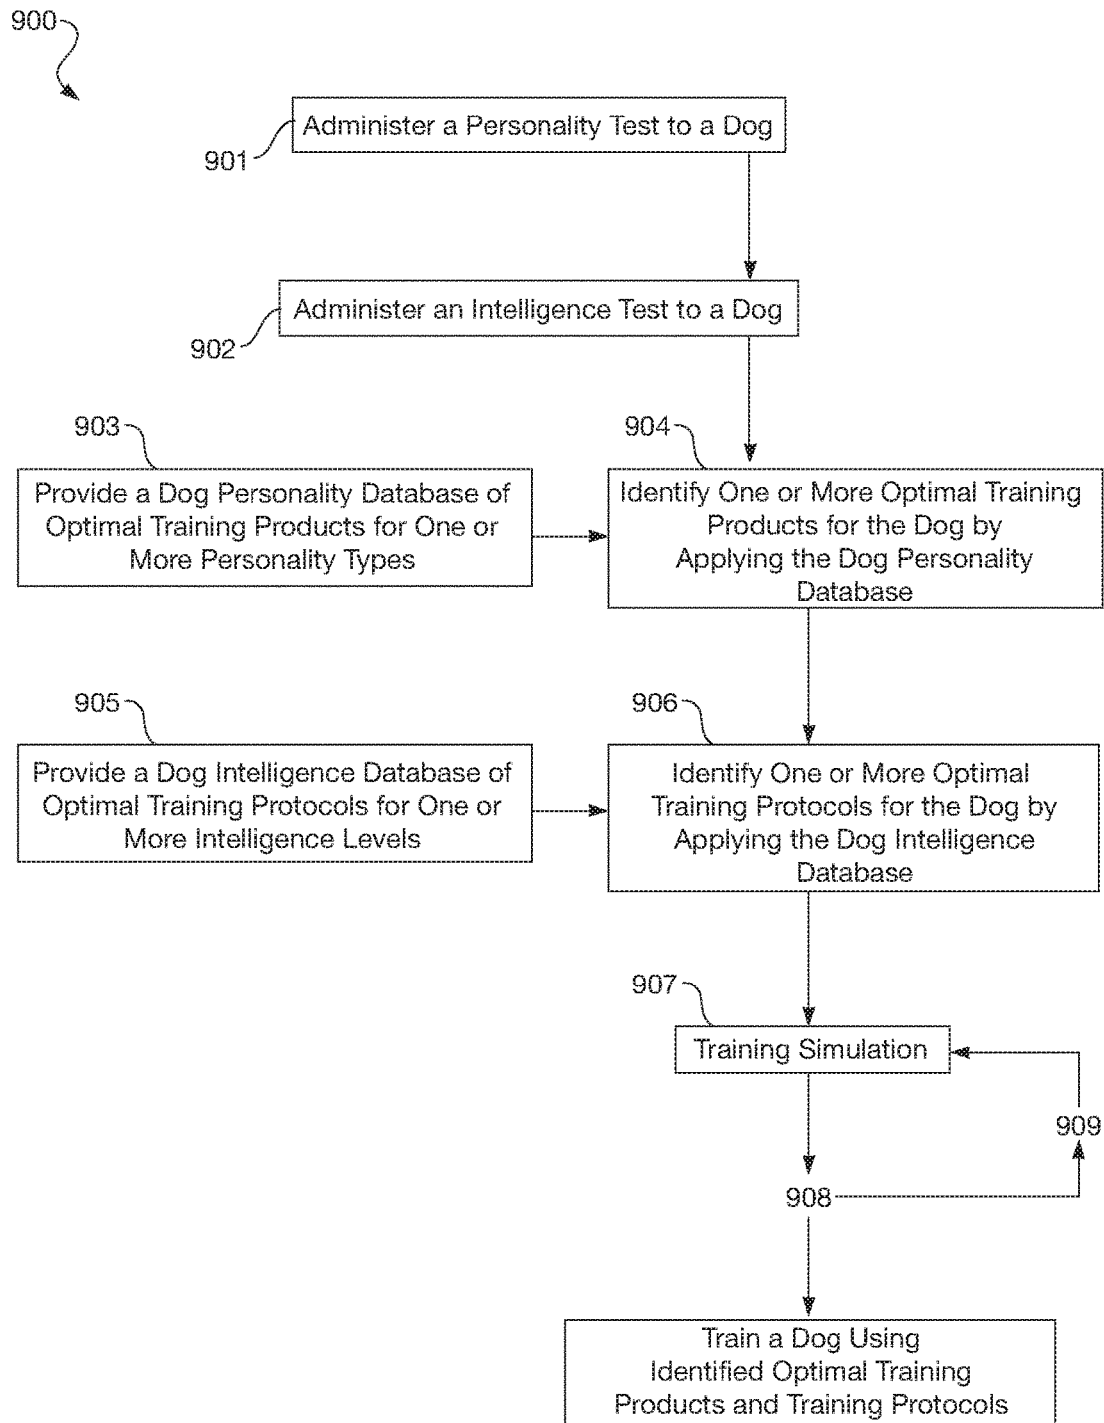 900
Administer a Personality Test to a Dog
901
Administer an Intelligence Test to a Dog
902
903
Provide a Dog Personality Database of
Optimal Training Products for One or
More Personality Types
904
Identify One or More Optimal Training
Products for the Dog by
Applying the Dog Personality
Database
905
Provide a Dog Intelligence Database of
Optimal Training Protocols for One or
More Intelligence Levels
906
Identify One or More Optimal
Training Protocols for the Dog by
Applying the Dog Intelligence
Database
907
Training Simulation
909
908
Train a Dog Using
Identified Optimal Training
Products and Training Protocols